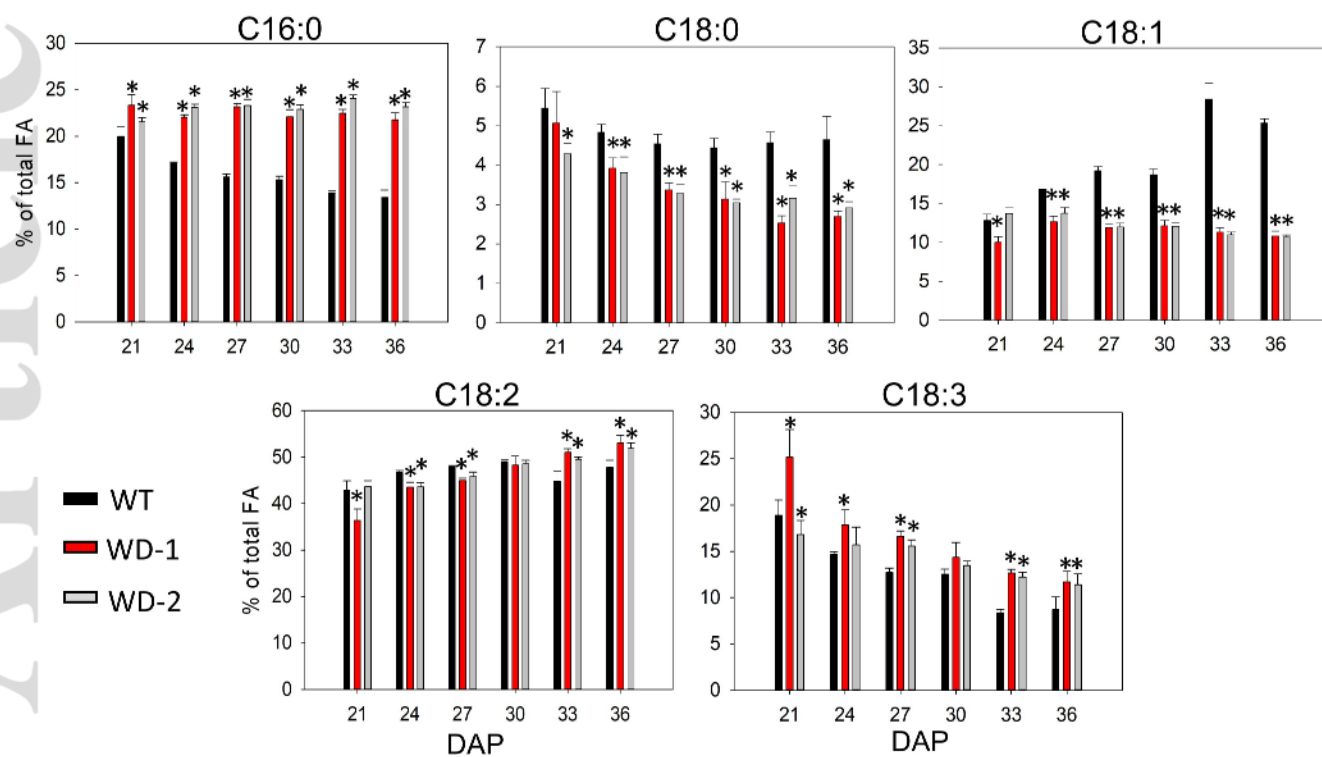 C16:0
C18:0
C18:1
% of total FA
30
25
20
15
10
5
0
* * * * ** * * * * **
21 24 27 30 33 36
7
6
5
4
3
2
1
0
* ** ** * * * * * *
21 24 27 30 33 36
35
30
25
20
15
10
5
0
* ** ** ** ** **
21 24 27 30 33 36
WT
WD-1
WD-2
C18:2
% of total FA
60
50
40
30
20
10
0
* * * * * * * * *
21 24 27 30 33 36
DAP
C18:3
30
25
20
15
10
5
0
* * * * * * * **
21 24 27 30 33 36
DAP